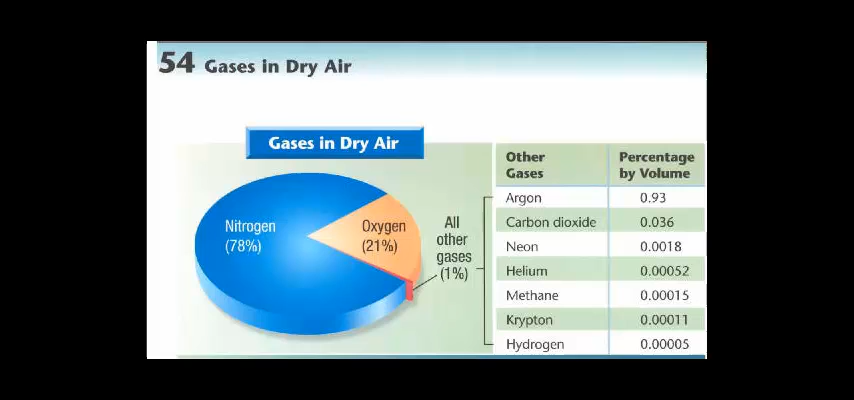 54 Gases in Dry Air
Gases in Dry Air
Nitrogen
(78%)
Oxygen
(21%)
All
other
gases
(1%)
Other
Gases
Percentage
by Volume
Argon 0.93
Carbon dioxide 0.036
Neon 0.0018
Helium 0.00052
Methane 0.00015
Krypton 0.00011
Hydrogen 0.00005